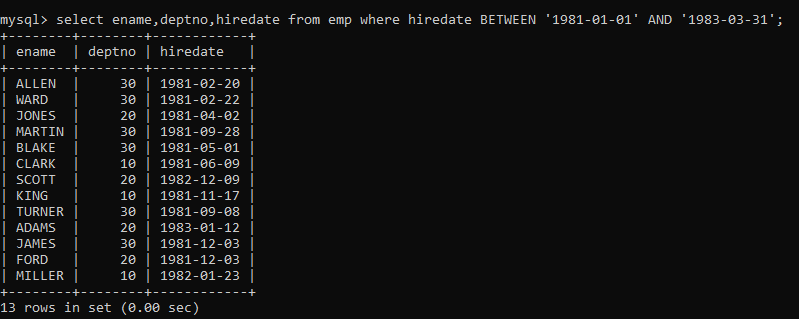 mysql> select ename,deptno,hiredate from emp where hiredate BETWEEN '1981-01-01' AND '1983-03-31';
+--------+--------+------------+
| ename  | deptno | hiredate   |
+--------+--------+------------+
| ALLEN  |     30 | 1981-02-20 |
| WARD   |     30 | 1981-02-22 |
| JONES  |     20 | 1981-04-02 |
| MARTIN |     30 | 1981-09-28 |
| BLAKE  |     30 | 1981-05-01 |
| CLARK  |     10 | 1981-06-09 |
| SCOTT  |     20 | 1982-12-09 |
| KING   |     10 | 1981-11-17 |
| TURNER |     30 | 1981-09-08 |
| ADAMS  |     20 | 1983-01-12 |
| JAMES  |     30 | 1981-12-03 |
| FORD   |     20 | 1981-12-03 |
| MILLER |     10 | 1982-01-23 |
+--------+--------+------------+
13 rows in set (0.00 sec)